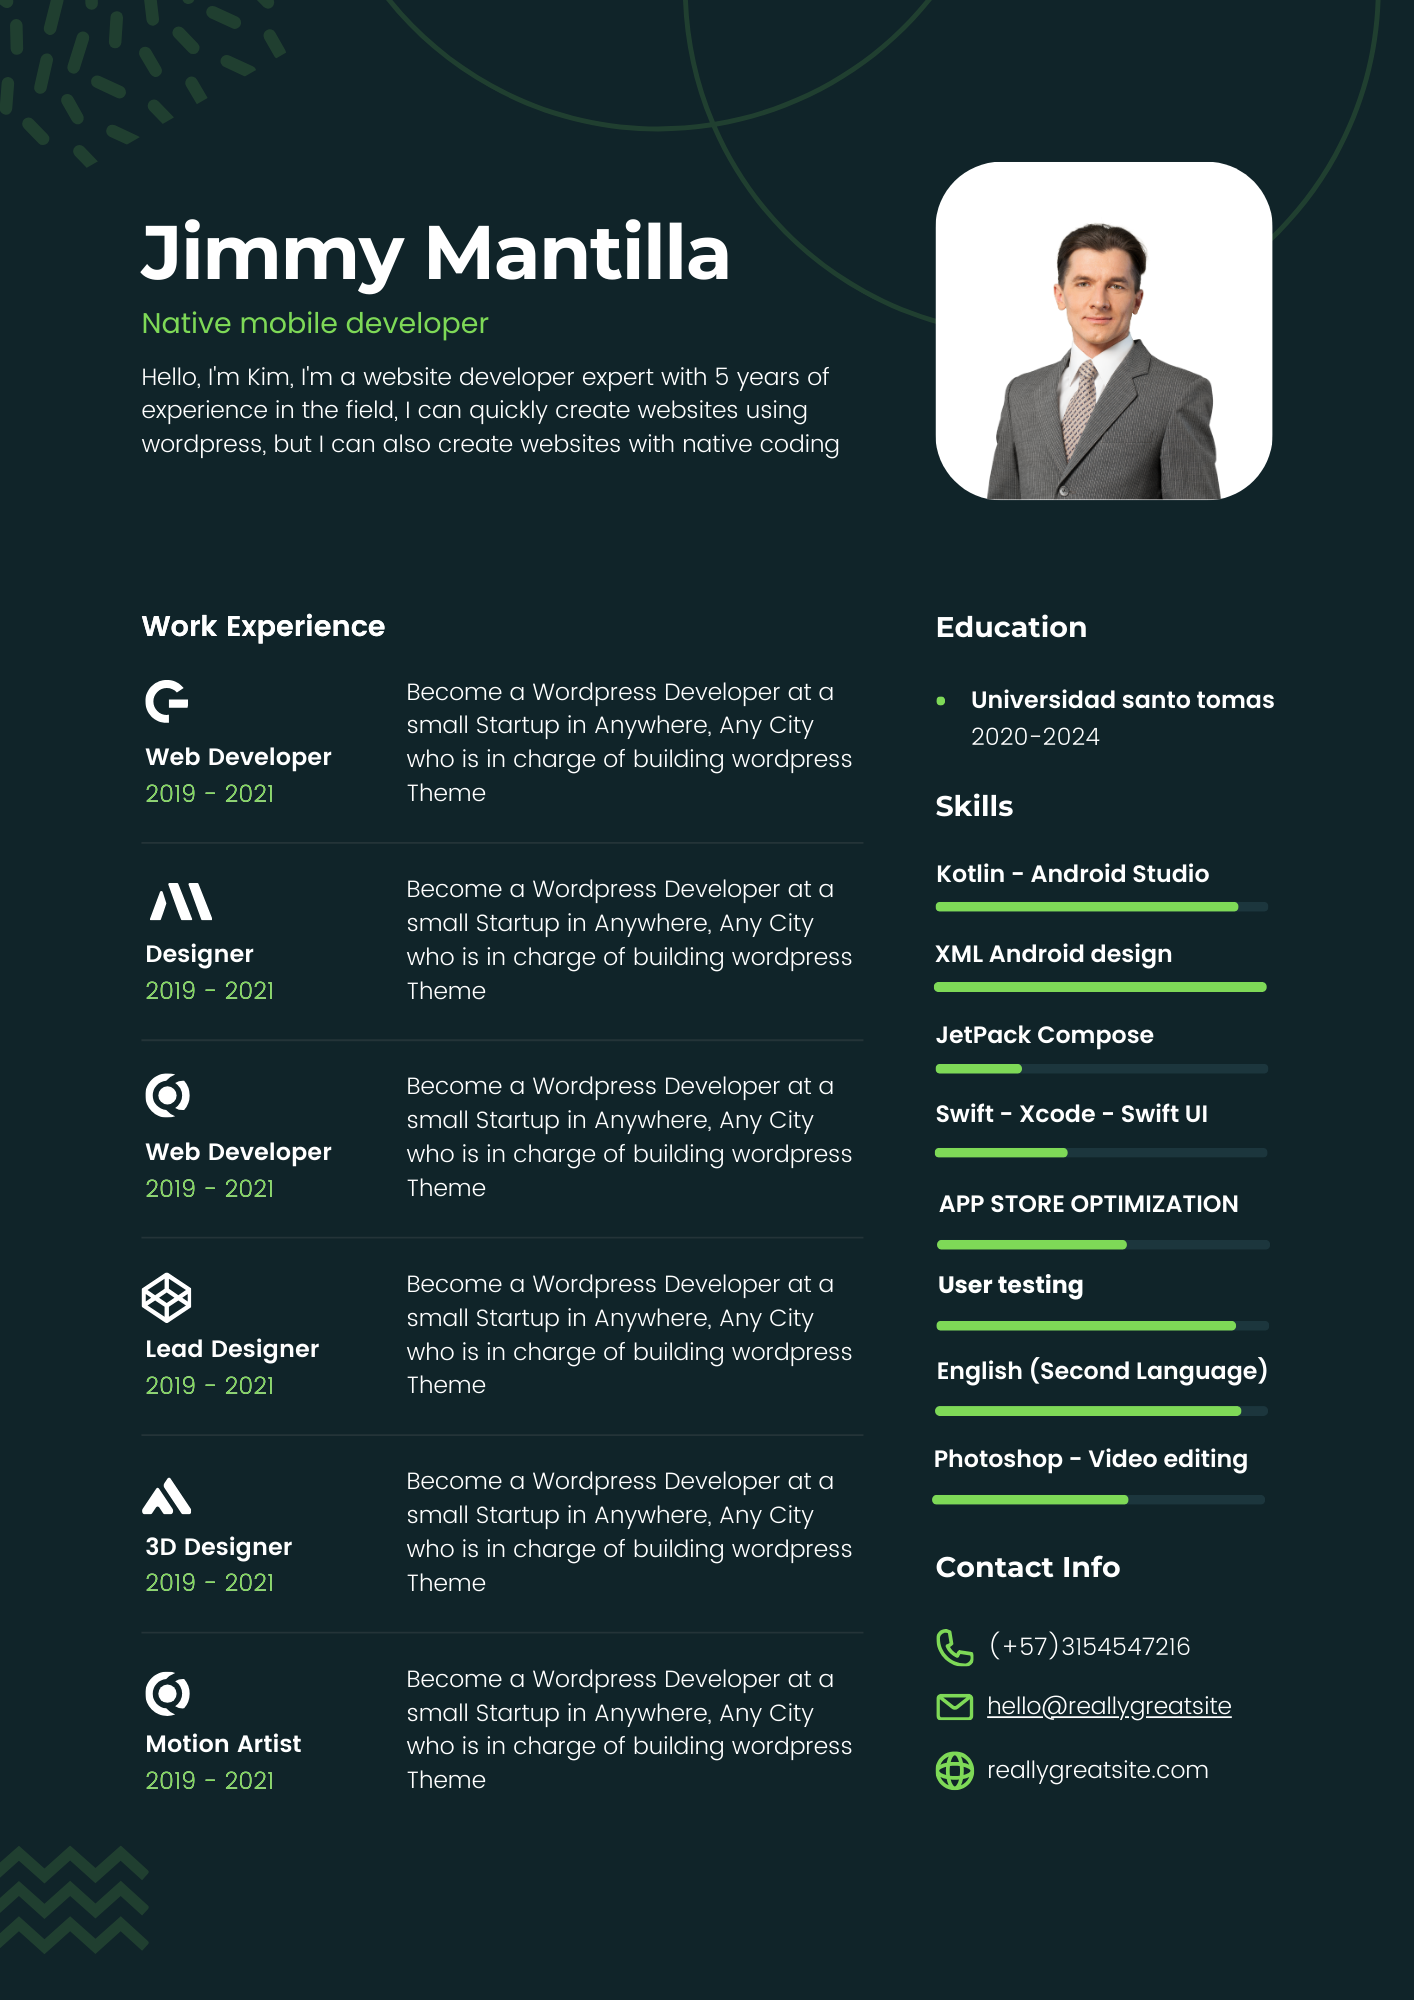 Jimmy Mantilla
Native mobile developer
Hello, I'm Kim, I'm a website developer expert with 5 years of
experience in the field, I can quickly create websites using
wordpress, but I can also create websites with native coding
Work Experience
Web Developer
2019 - 2021
Become a Wordpress Developer at a
small Startup in Anywhere, Any City
who is in charge of building wordpress
Theme
Designer
2019 - 2021
Become a Wordpress Developer at a
small Startup in Anywhere, Any City
who is in charge of building wordpress
Theme
Web Developer
2019 - 2021
Become a Wordpress Developer at a
small Startup in Anywhere, Any City
who is in charge of building wordpress
Theme
Lead Designer
2019 - 2021
Become a Wordpress Developer at a
small Startup in Anywhere, Any City
who is in charge of building wordpress
Theme
3D Designer
2019 - 2021
Become a Wordpress Developer at a
small Startup in Anywhere, Any City
who is in charge of building wordpress
Theme
Motion Artist
2019 - 2021
Become a Wordpress Developer at a
small Startup in Anywhere, Any City
who is in charge of building wordpress
Theme
Education
Universidad santo tomas
2020-2024
Skills
Kotlin - Android Studio
XML Android design
JetPack Compose
Swift - Xcode - Swift UI
APP STORE OPTIMIZATION
User testing
English (Second Language)
Photoshop - Video editing
Contact Info
(+57)3154547216
hello@reallygreatsite
reallygreatsite.com